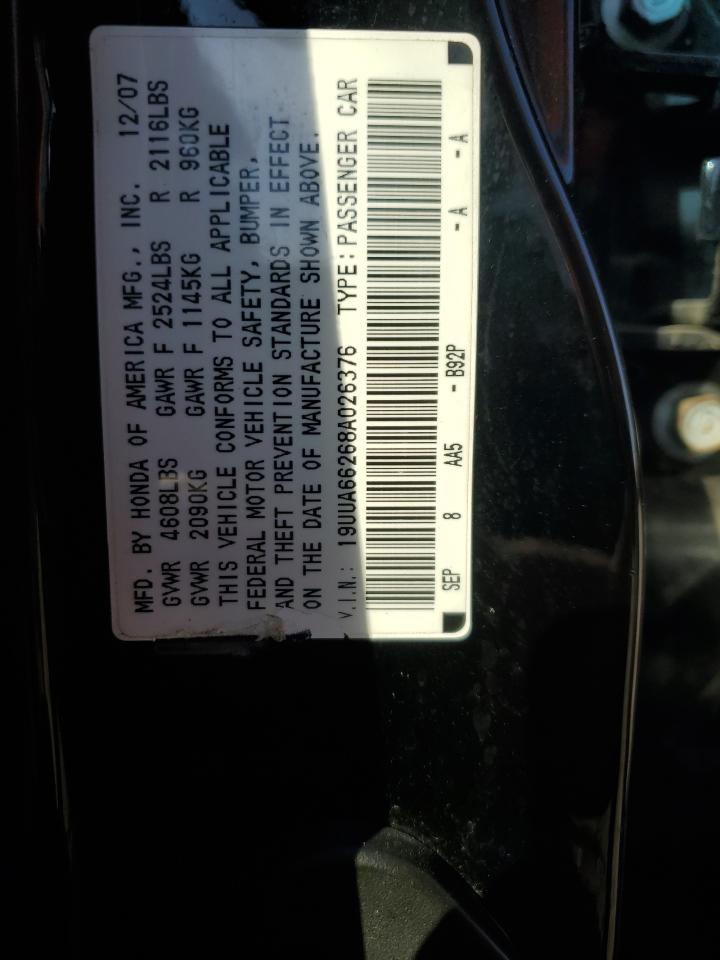 MFD. BY HONDA OF AMERICA MFG., INC. 12/07
GVWR 4608LBS GAWR F 2524LBS R 2116LBS
GVWR 2090KG GAWR F 1145KG R 960KG
THIS VEHICLE CONFORMS TO ALL APPLICABLE
FEDERAL MOTOR VEHICLE SAFETY, BUMPER,
AND THEFT PREVENTION STANDARDS IN EFFECT
ON THE DATE OF MANUFACTURE SHOWN ABOVE.
V.I.N.: 19UUA66268A026376 TYPE: PASSENGER CAR
SEP 8 AA5 - B92P - A - A